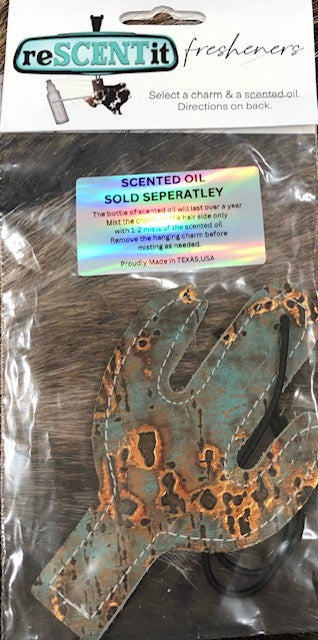 reSCENTit fresheners
Select a charm & a scented oil.
Directions on back.
SCENTED OIL
SOLD SEPERATLEY
The bottle of scented oil will last over a year
Mist the the hair side only
with 1-2 mists of the scented oil
Remove the hanging charm before
misting as needed.
Proudly Made in TEXAS,USA